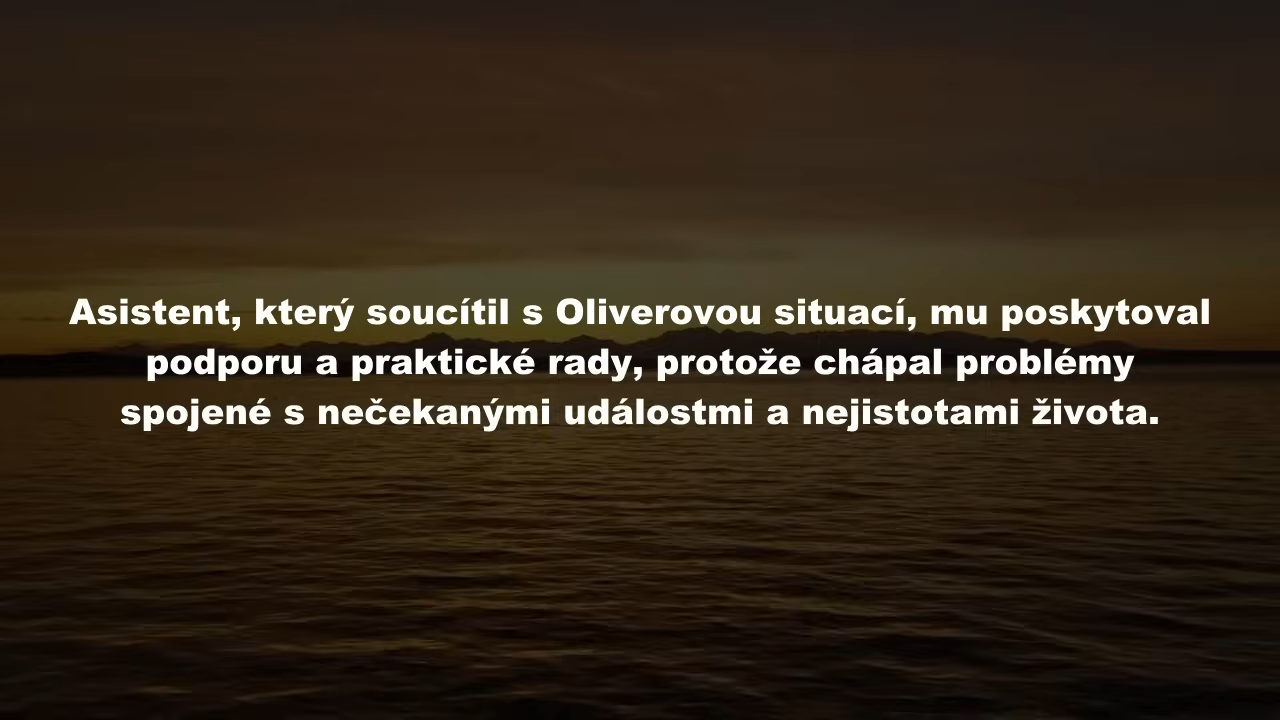 Asistent, který soucítil s Oliverovou situací, mu poskytoval
podporu a praktické rady, protože chápal problémy
spojené s nečekanými událostmi a nejistotami života.